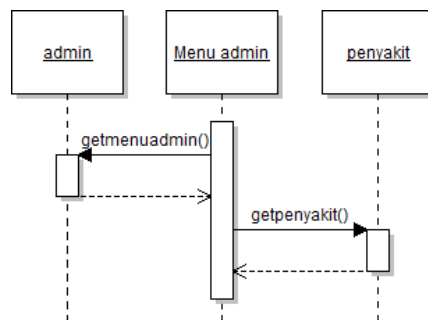 admin
Menu admin
penyakit
getmenuadmin()
getpenyakit()